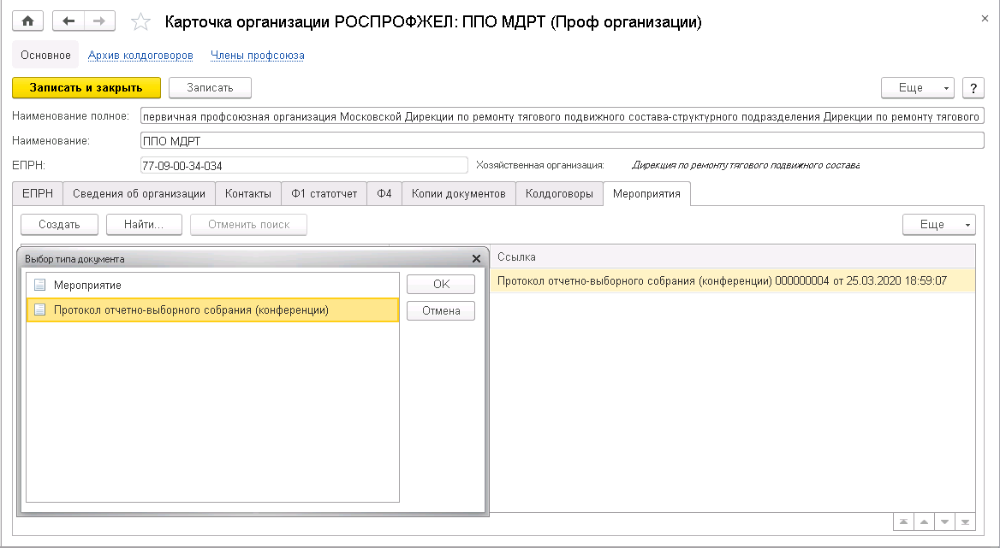 Карточка организации РОСПРОФЖЕЛ: ППО МДРТ (Проф организации)
Основное Архив колдоговоров Члены профсоюза
Записать и закрыть Записать Еще ?
Наименование полное: первичная профсоюзная организация Московской Дирекции по ремонту тягового подвижного состава-структурного подразделения Дирекции по ремонту тягового
Наименование: ППО МДРТ
ЕПРН: 77-09-00-34-034 Хозяйственная организация: Дирекция по ремонту тягового подвижного состава
ЕПРН Сведения об организации Контакты Ф1 статотчет Ф4 Копии документов Колдоговоры Мероприятия
Создать Найти... Отменить поиск Еще
Выбор типа документа
Ссылка
Мероприятие OK
Протокол отчетно-выборного собрания (конференции) 000000004 от 25.03.2020 18:59:07
Протокол отчетно-выборного собрания (конференции) Отмена